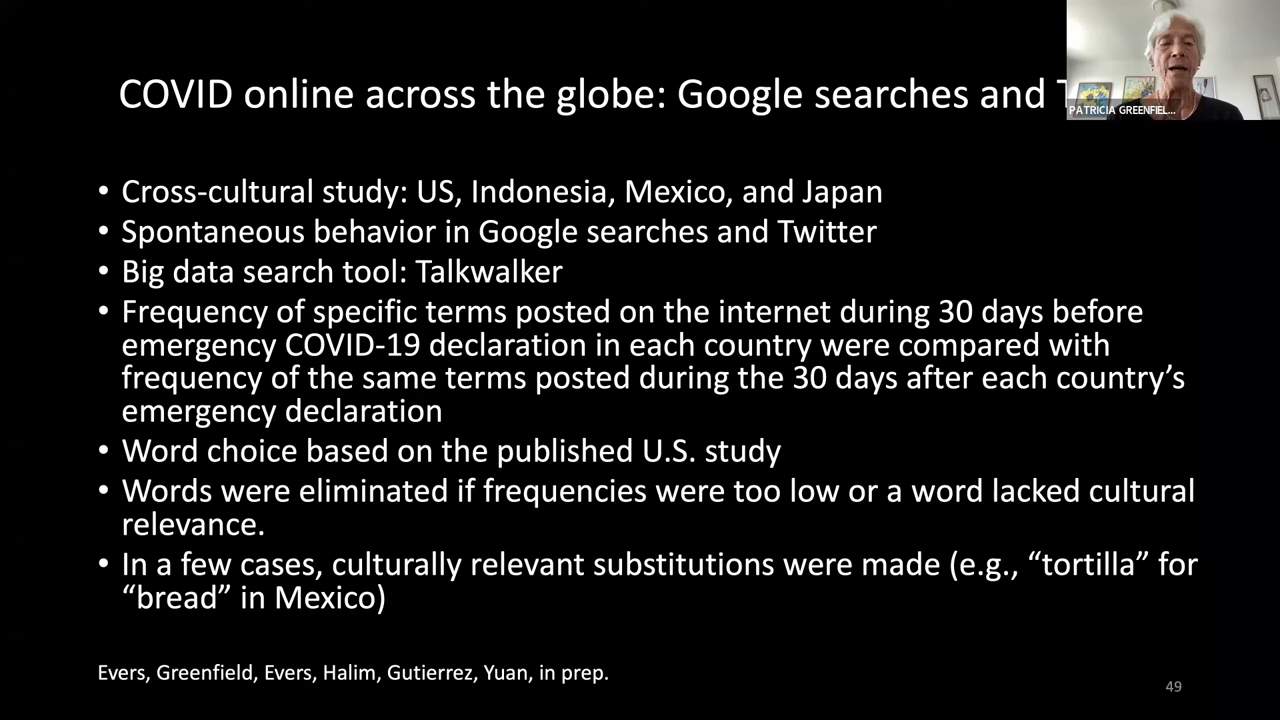 COVID online across the globe: Google searches and
PATRICIA GREENFIEL...
• Cross-cultural study: US, Indonesia, Mexico, and Japan
• Spontaneous behavior in Google searches and Twitter
• Big data search tool: Talkwalker
• Frequency of specific terms posted on the internet during 30 days before
emergency COVID-19 declaration in each country were compared with
frequency of the same terms posted during the 30 days after each country’s
emergency declaration
• Word choice based on the published U.S. study
• Words were eliminated if frequencies were too low or a word lacked cultural
relevance.
• In a few cases, culturally relevant substitutions were made (e.g., “tortilla” for
“bread” in Mexico)
Evers, Greenfield, Evers, Halim, Gutierrez, Yuan, in prep.
49